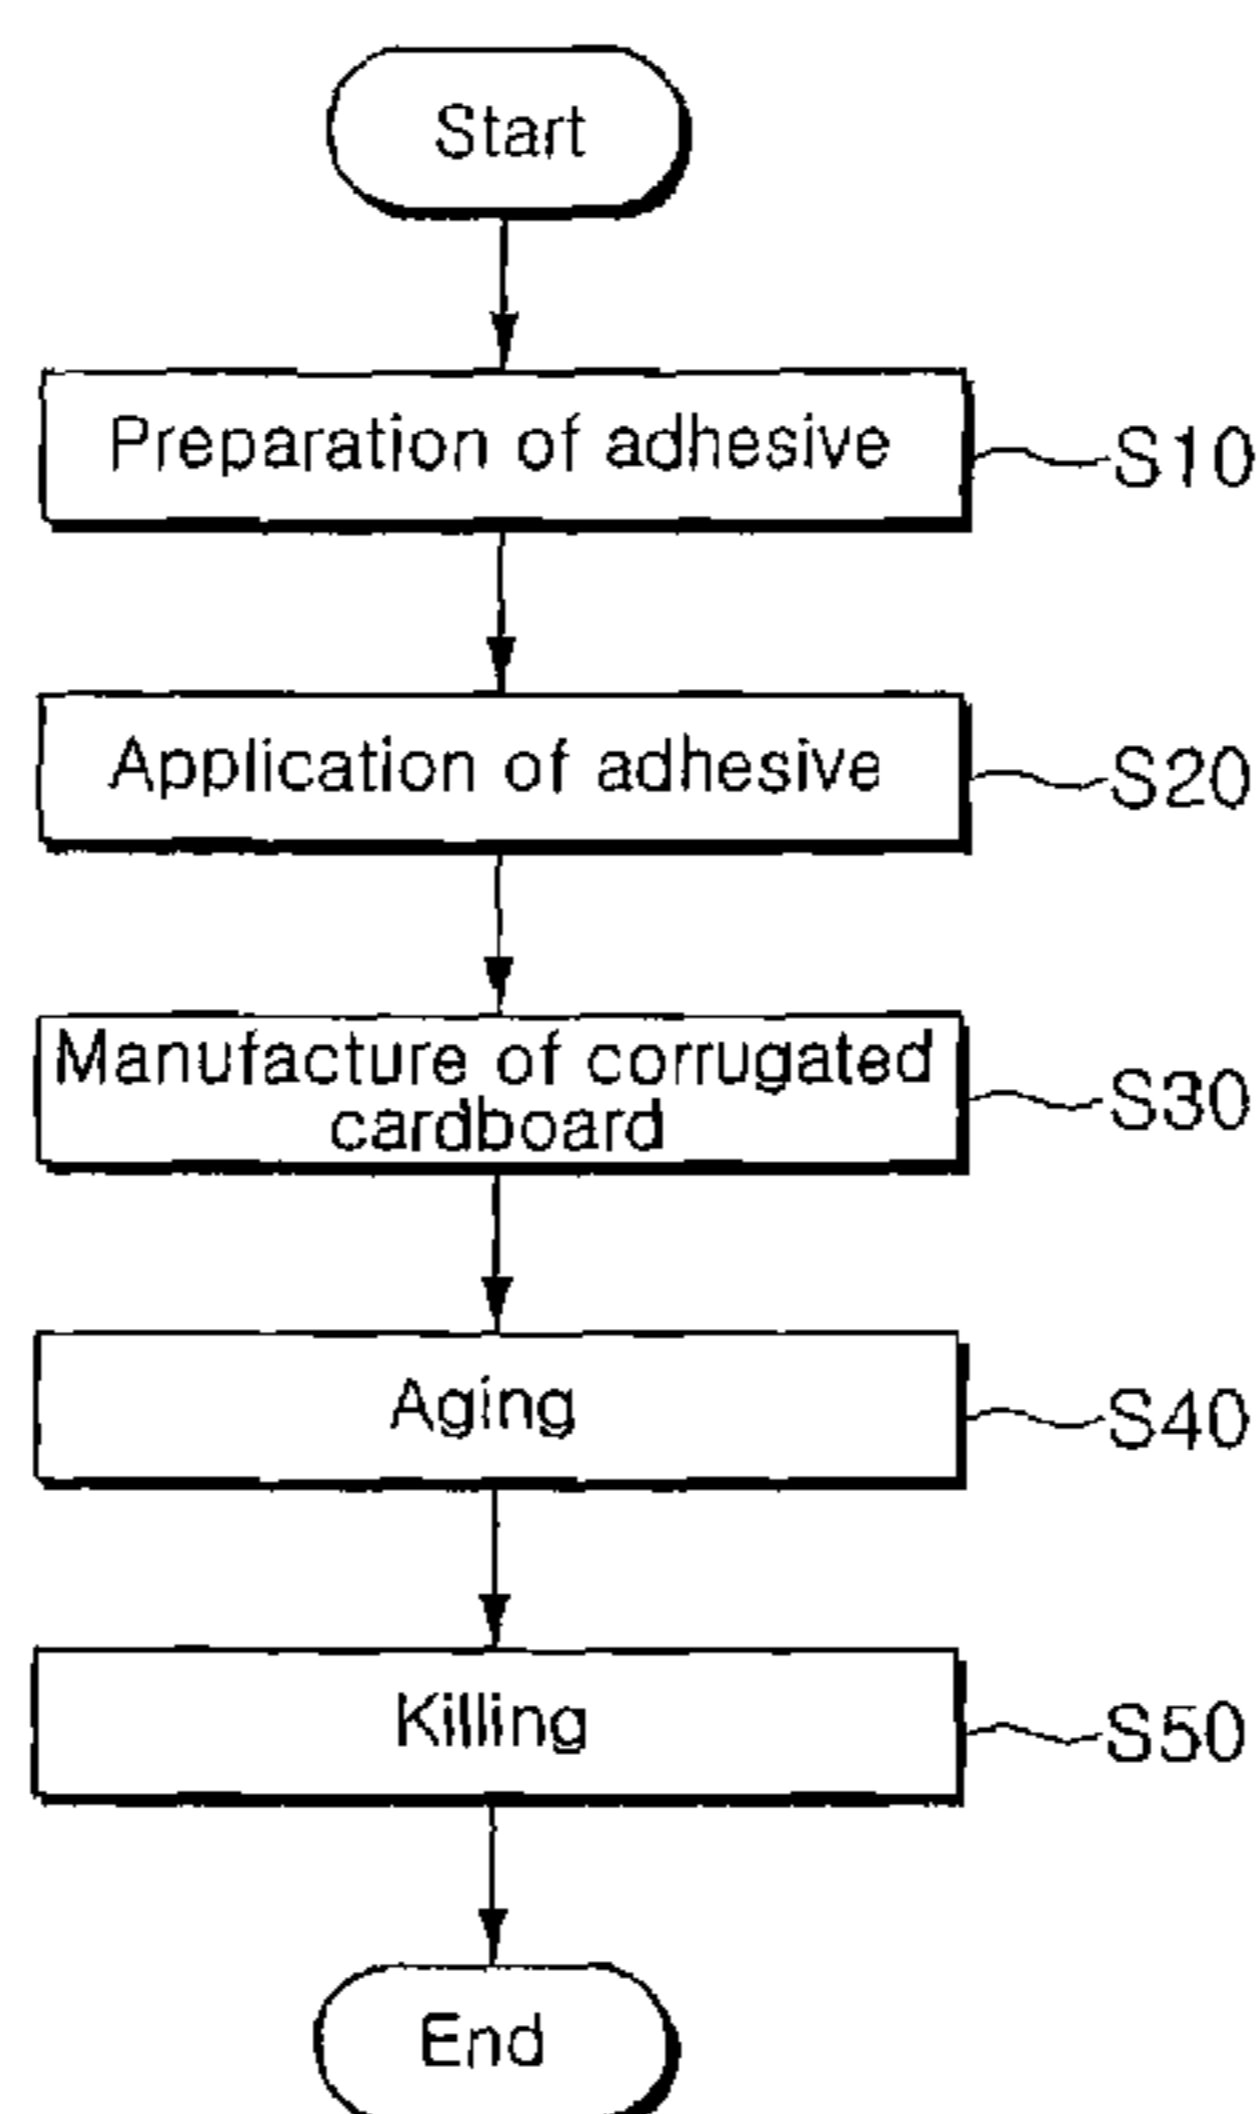 Start
Preparation of adhesive
S10
Application of adhesive
S20
Manufacture of corrugated
cardboard
S30
Aging
S40
Killing
S50
End